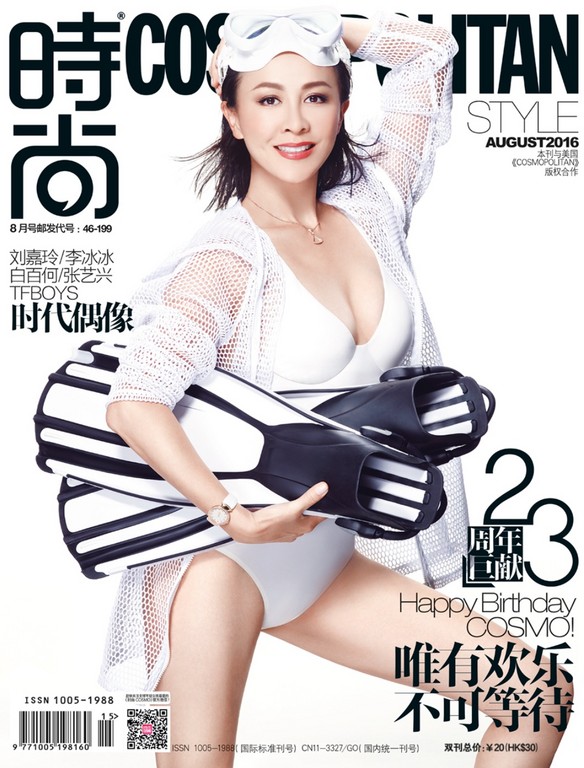 時尚®COSMOPOLITAN
STYLE
AUGUST2016
本刊与美国
《COSMOPOLITAN》
版权合作
8月号邮发代号：46-199
刘嘉玲/李冰冰
白百何/张艺兴
TFBOYS
时代偶像
23
周年
巨献
Happy Birthday
COSMO!
唯有欢乐
不可等待
ISSN 1005-1988
15>
9 771005 198160
ISSN 1005-1988(国际标准刊号) CN11-3327/GO(国内统一刊号)
双刊总价：¥20(HK$30)